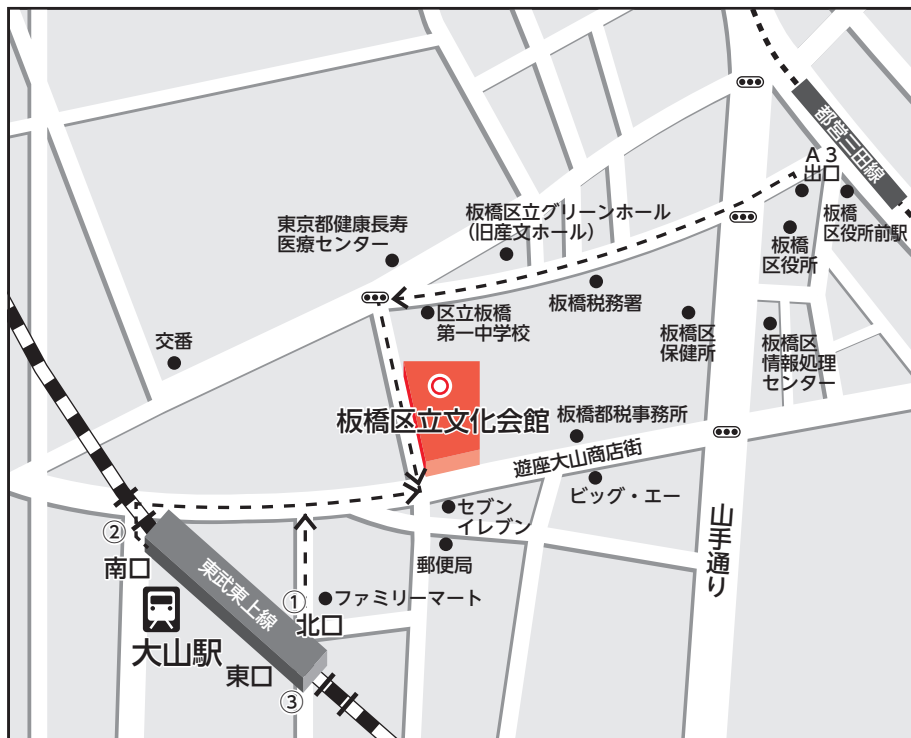 都営三田線
A3
出口
板橋
区役所前駅
板橋
区役所
板橋区立グリーンホール
（旧産文ホール）
東京都健康長寿
医療センター
板橋税務署
区立板橋
第一中学校
板橋区
保健所
板橋区
情報処理
センター
交番
板橋区立文化会館
板橋都税事務所
遊座大山商店街
ビッグ・エー
セブン
イレブン
山手通り
郵便局
②
南口
東武東上線
①
北口
ファミリーマート
大山駅
東口
③